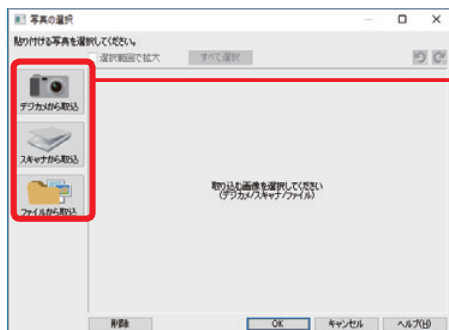 写真の選択
貼り付ける写真を選択してください。
選択範囲で拡大
すべて選択
デジカメから取込
スキャナから取込
ファイルから取込
取り込む画像を選択してください
(デジカメ/スキャナ/ファイル)
削除
OK
キャンセル
ヘルプ(H)